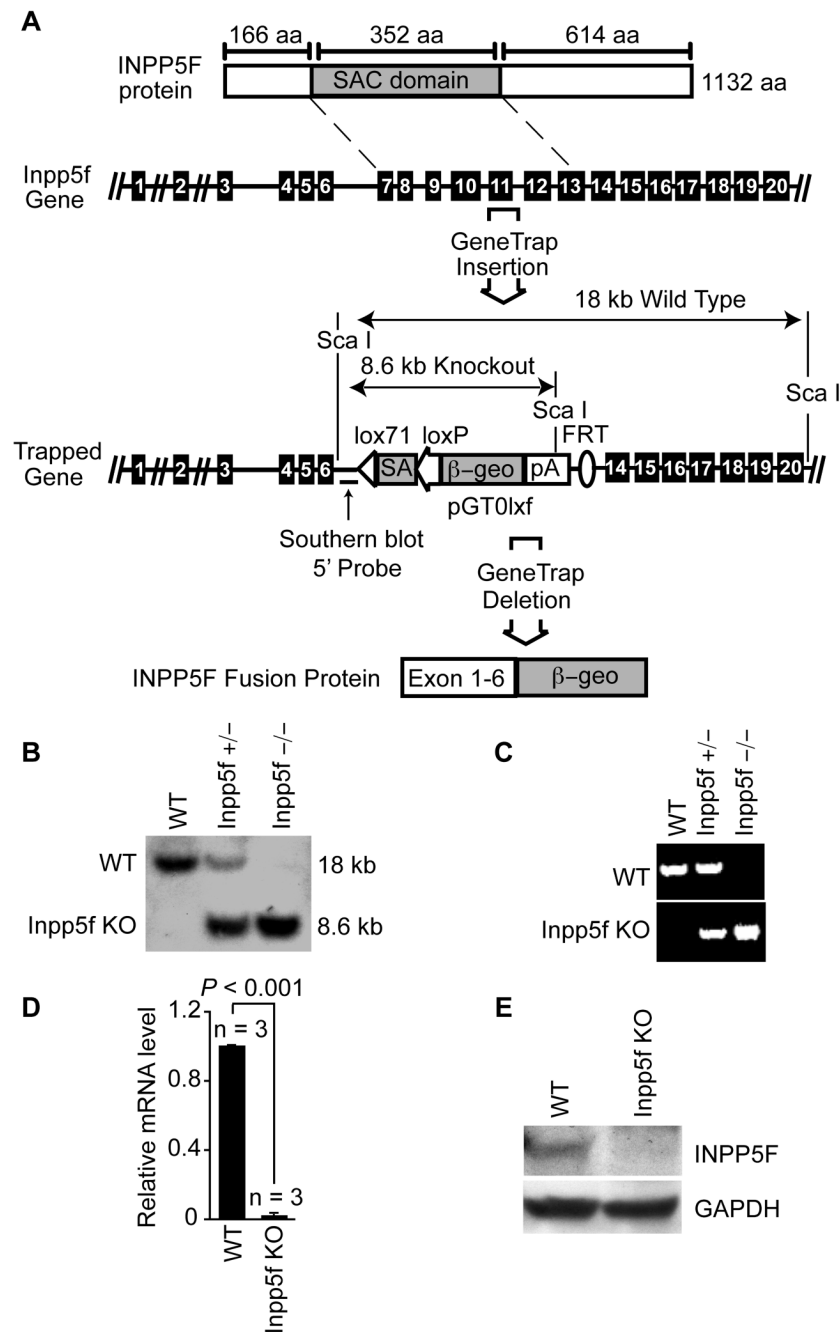 A
166 aa 352 aa 614 aa
INPP5F protein
SAC domain
1132 aa
Inpp5f Gene
1 2 3 4 5 6 7 8 9 10 11 12 13 14 15 16 17 18 19 20
GeneTrap
Insertion
18 kb Wild Type
Sca I
8.6 kb Knockout
Sca I
Sca I
lox71 loxP FRT
Trapped Gene
1 2 3 4 5 6 SA β-geo pA 14 15 16 17 18 19 20
pGT0lxf
Southern blot
5' Probe
GeneTrap
Deletion
INPP5F Fusion Protein
Exon 1-6 β-geo
B
WT Inpp5f +/− Inpp5f −/−
WT 18 kb
Inpp5f KO 8.6 kb
C
WT Inpp5f +/− Inpp5f −/−
WT
Inpp5f KO
D
P < 0.001
Relative mRNA level
1.2
0.8
0.4
0
n = 3
n = 3
WT Inpp5f KO
E
WT Inpp5f KO
INPP5F
GAPDH